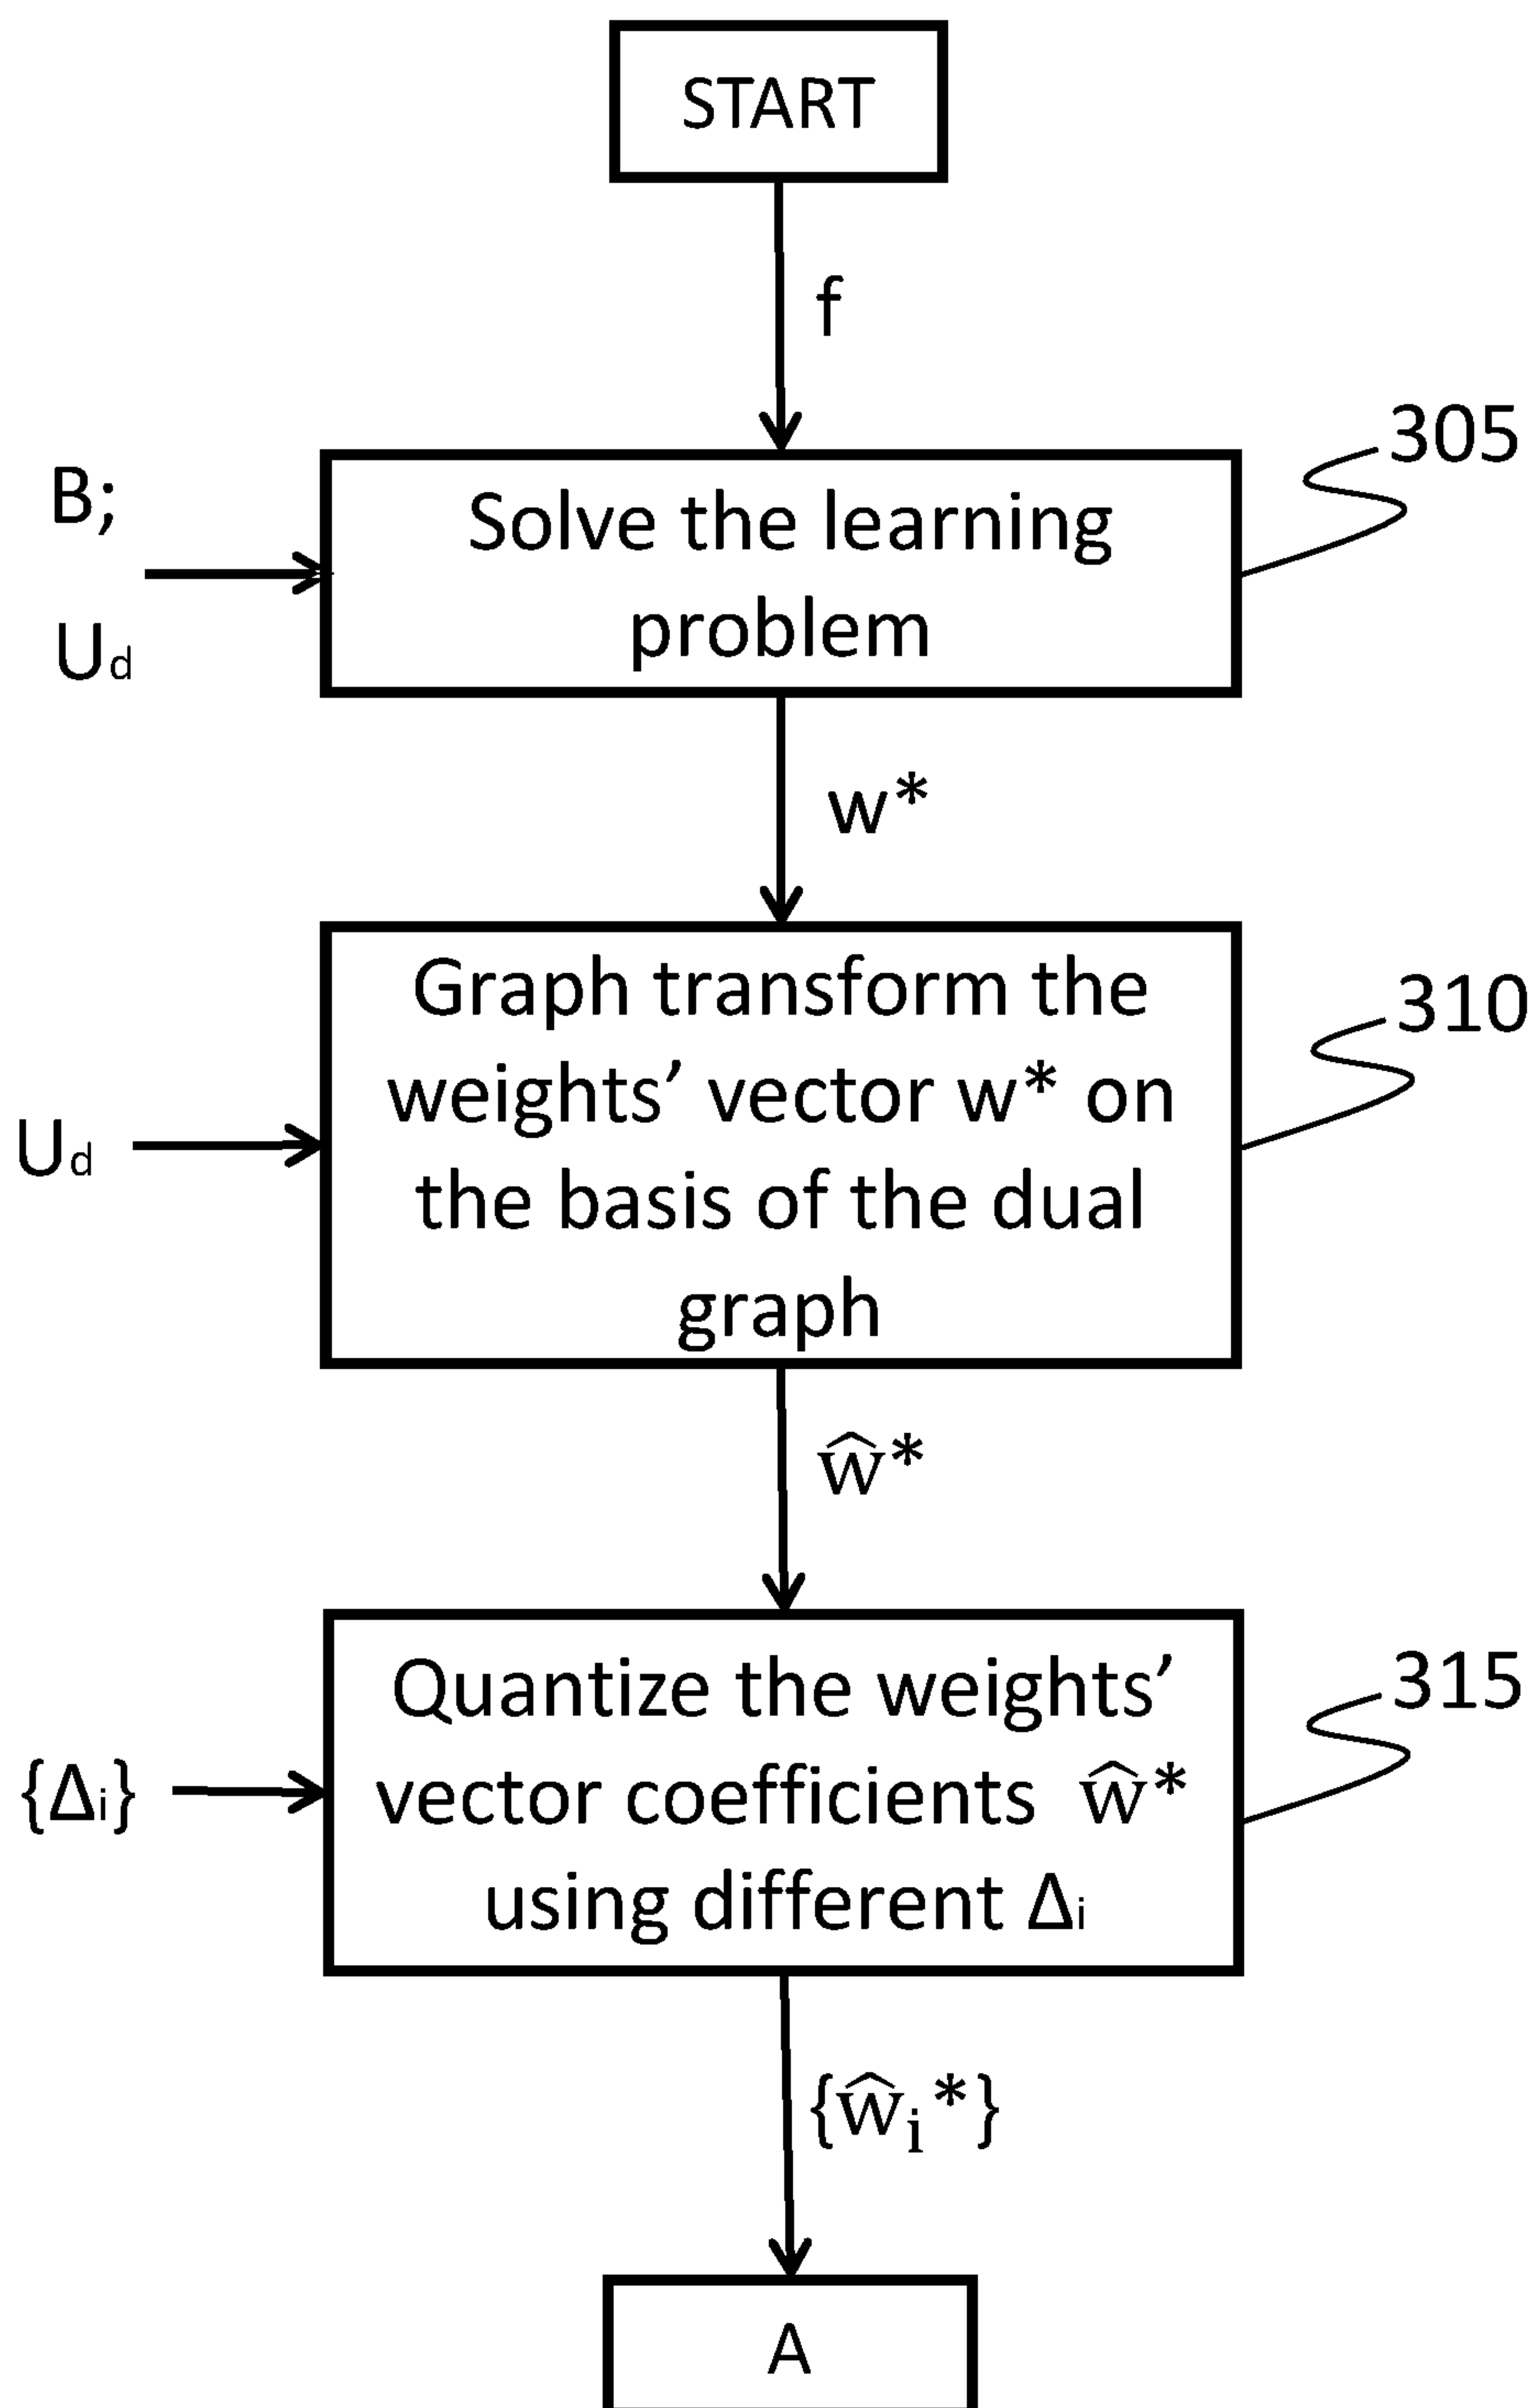 START
f
305
B;
Solve the learning
problem
Ud
w*
Graph transform the
310
weights’ vector w* on
Ud
the basis of the dual
graph
ŵ*
Quantize the weights’
315
{Δi}
vector coefficients ŵ*
using different Δi
{ŵi*}
A